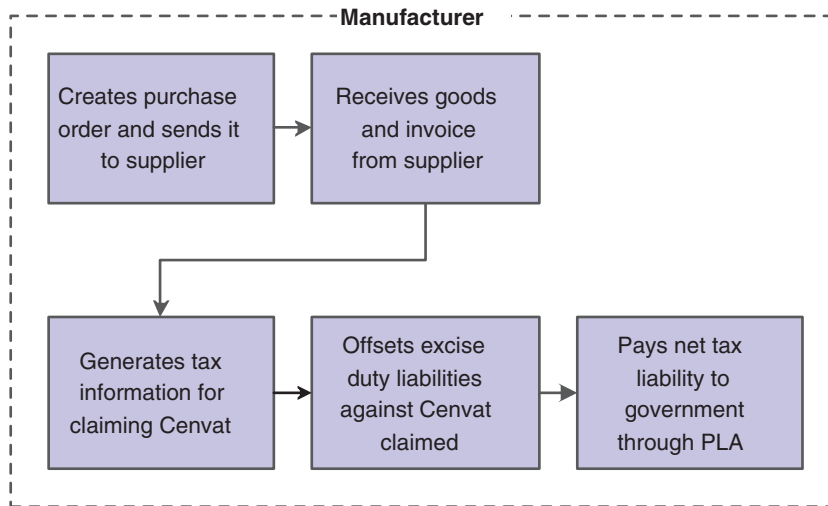 Manufacturer
Creates purchase
order and sends it
to supplier
Receives goods
and invoice
from supplier
Generates tax
information for
claiming Cenvat
Offsets excise
duty liabilities
against Cenvat
claimed
Pays net tax
liability to
government
through PLA